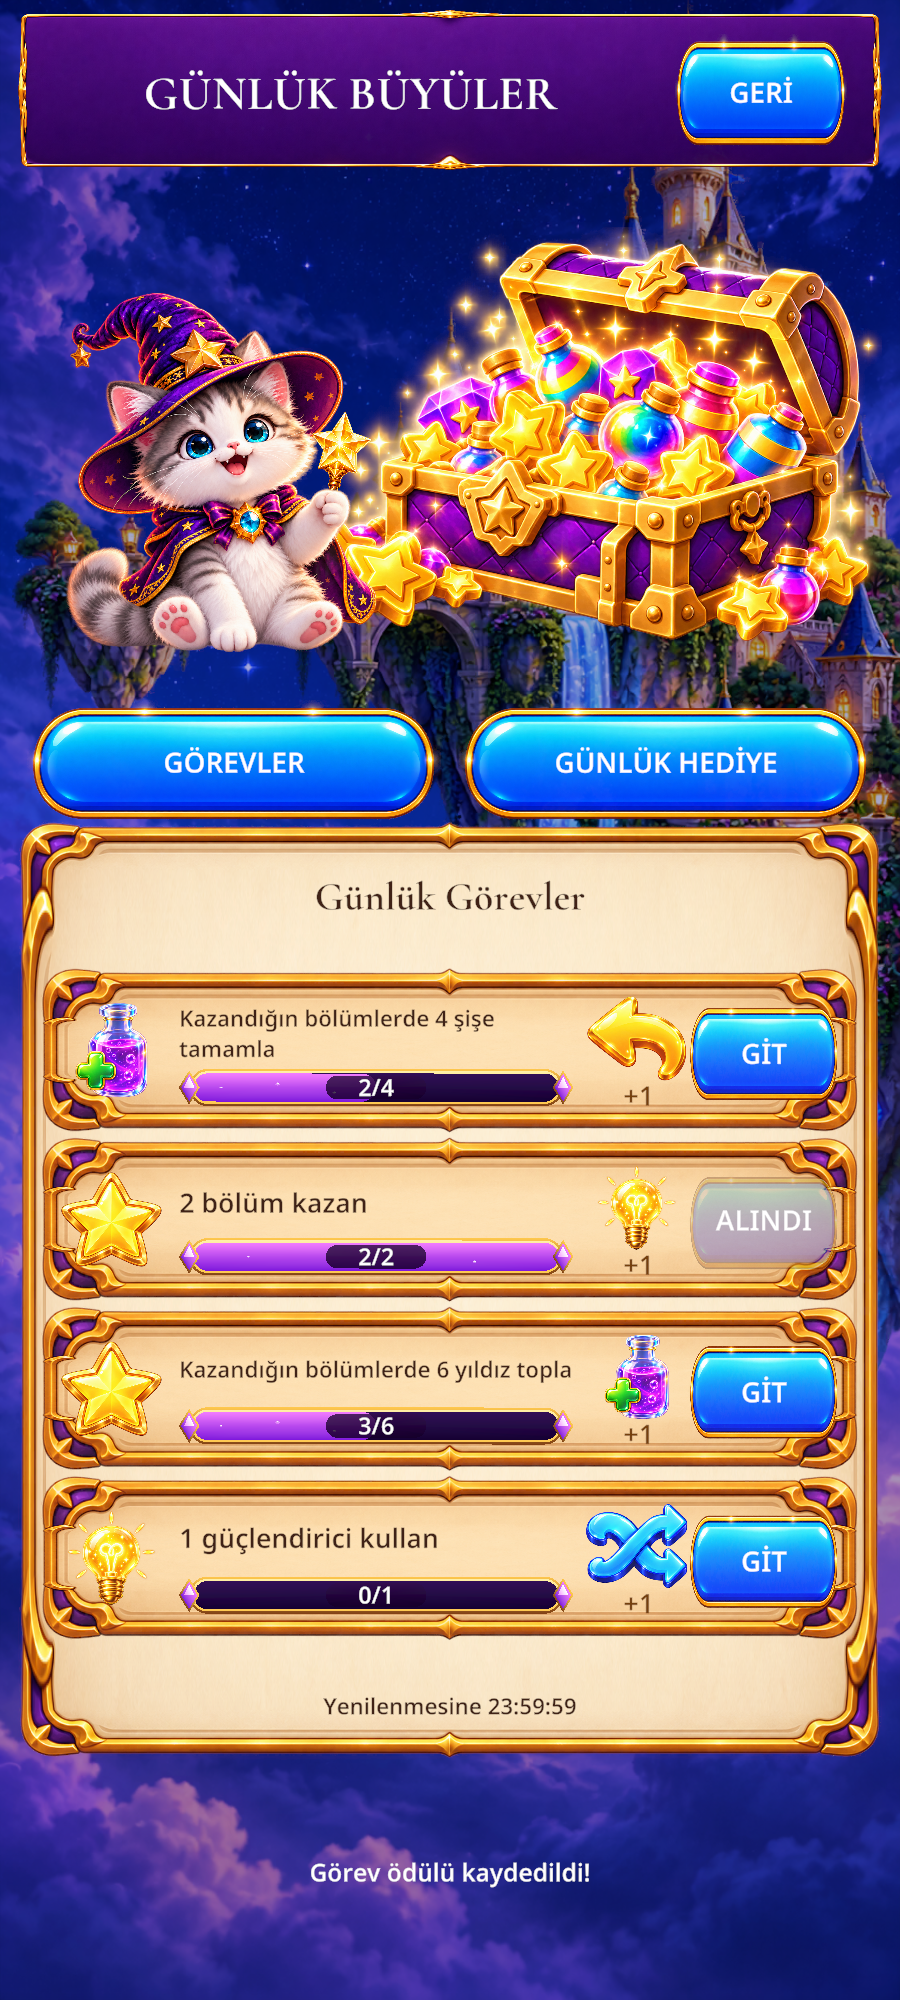 GÜNLÜK BÜYÜLER
GERİ
GÖREVLER
GÜNLÜK HEDİYE
Günlük Görevler
Kazandığın bölümlerde 4 şişe
tamamla
2/4
+1
GİT
2 bölüm kazan
2/2
+1
ALINDI
Kazandığın bölümlerde 6 yıldız topla
3/6
+1
GİT
1 güçlendirici kullan
0/1
+1
GİT
Yenilenmesine 23:59:59
Görev ödülü kaydedildi!